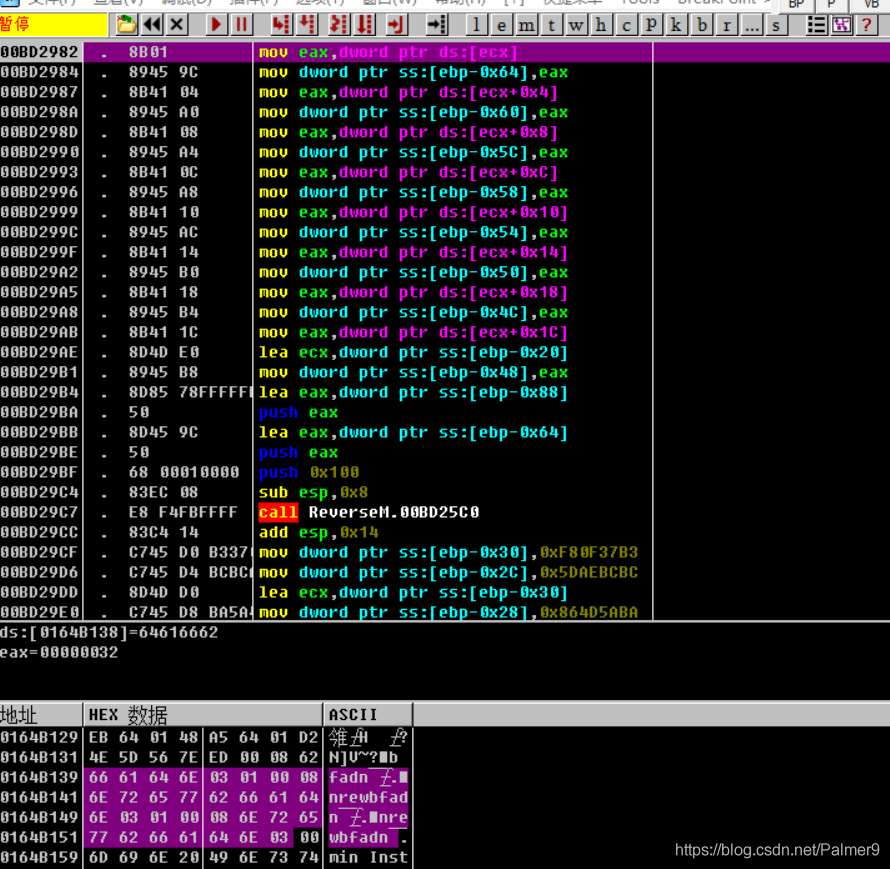 暂停
l e m t w h c p k b r ... s ?
BP P VB
00BD2982 . 8B01 mov eax,dword ptr ds:[ecx]
00BD2984 . 8945 9C mov dword ptr ss:[ebp-0x64],eax
00BD2987 . 8B41 04 mov eax,dword ptr ds:[ecx+0x4]
00BD298A . 8945 A0 mov dword ptr ss:[ebp-0x60],eax
00BD298D . 8B41 08 mov eax,dword ptr ds:[ecx+0x8]
00BD2990 . 8945 A4 mov dword ptr ss:[ebp-0x5C],eax
00BD2993 . 8B41 0C mov eax,dword ptr ds:[ecx+0xC]
00BD2996 . 8945 A8 mov dword ptr ss:[ebp-0x58],eax
00BD2999 . 8B41 10 mov eax,dword ptr ds:[ecx+0x10]
00BD299C . 8945 AC mov dword ptr ss:[ebp-0x54],eax
00BD299F . 8B41 14 mov eax,dword ptr ds:[ecx+0x14]
00BD29A2 . 8945 B0 mov dword ptr ss:[ebp-0x50],eax
00BD29A5 . 8B41 18 mov eax,dword ptr ds:[ecx+0x18]
00BD29A8 . 8945 B4 mov dword ptr ss:[ebp-0x4C],eax
00BD29AB . 8B41 1C mov eax,dword ptr ds:[ecx+0x1C]
00BD29AE . 8D4D E0 lea ecx,dword ptr ss:[ebp-0x20]
00BD29B1 . 8945 B8 mov dword ptr ss:[ebp-0x48],eax
00BD29B4 . 8D85 78FFFFF lea eax,dword ptr ss:[ebp-0x88]
00BD29BA . 50 push eax
00BD29BB . 8D45 9C lea eax,dword ptr ss:[ebp-0x64]
00BD29BE . 50 push eax
00BD29BF . 68 00010000 push 0x100
00BD29C4 . 83EC 08 sub esp,0x8
00BD29C7 . E8 F4FBFFFF call ReverseM.00BD25C0
00BD29CC . 83C4 14 add esp,0x14
00BD29CF . C745 D0 B337 mov dword ptr ss:[ebp-0x30],0xF80F37B3
00BD29D6 . C745 D4 BCBC mov dword ptr ss:[ebp-0x2C],0x5DAEBCBC
00BD29DD . 8D4D D0 lea ecx,dword ptr ss:[ebp-0x30]
00BD29E0 . C745 D8 BA5A mov dword ptr ss:[ebp-0x28],0x864D5ABA
ds:[0164B138]=64616662
eax=00000032
地址 HEX 数据 ASCII
0164B129 EB 64 01 48 A5 64 01 D2
0164B131 4E 5D 56 7E ED 00 08 62 N]V~?■b
0164B139 66 61 64 6E 03 01 00 08 fadn
0164B141 6E 72 65 77 62 66 61 64 nrewbfad
0164B149 6E 03 01 00 08 6E 72 65 n .■nre
0164B151 77 62 66 61 64 6E 03 00 wbfadn .
0164B159 6D 69 6E 20 49 6E 73 74 min Inst
https://blog.csdn.net/Palmer9